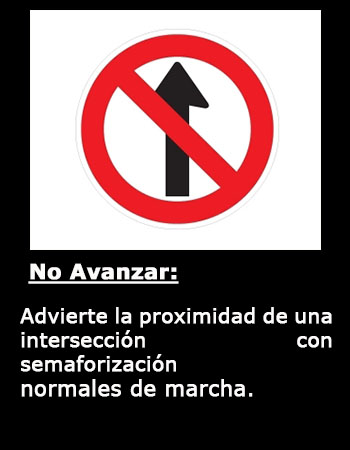 No Avanzar:
Advierte la proximidad de una
intersección con
semaforización
normales de marcha.